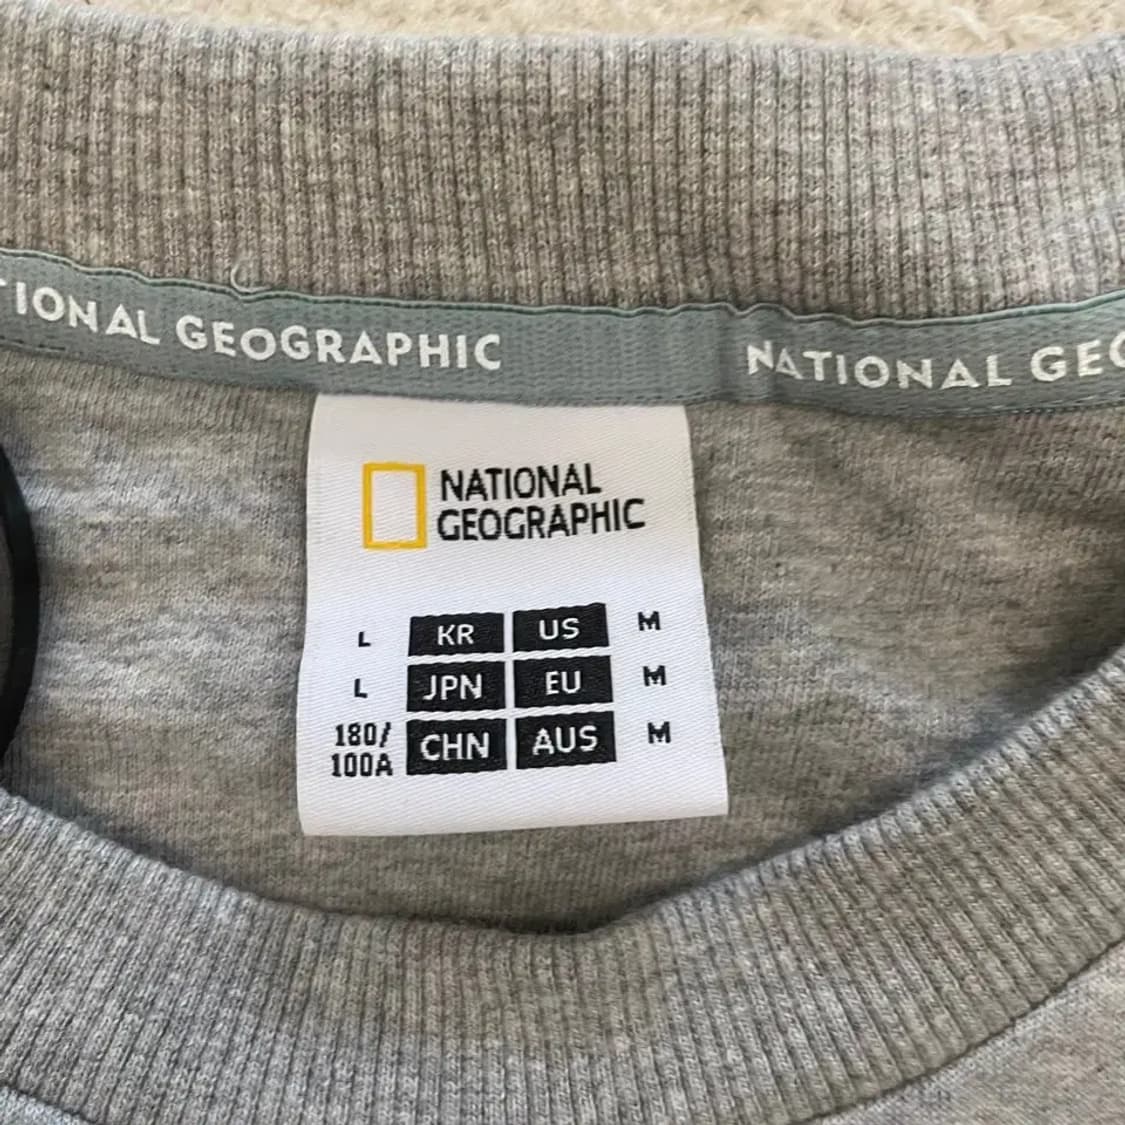 TIONAL GEOGRAPHIC NATIONAL GEO
NATIONAL
GEOGRAPHIC
L KR US M
L JPN EU M
180/
100A CHN AUS M